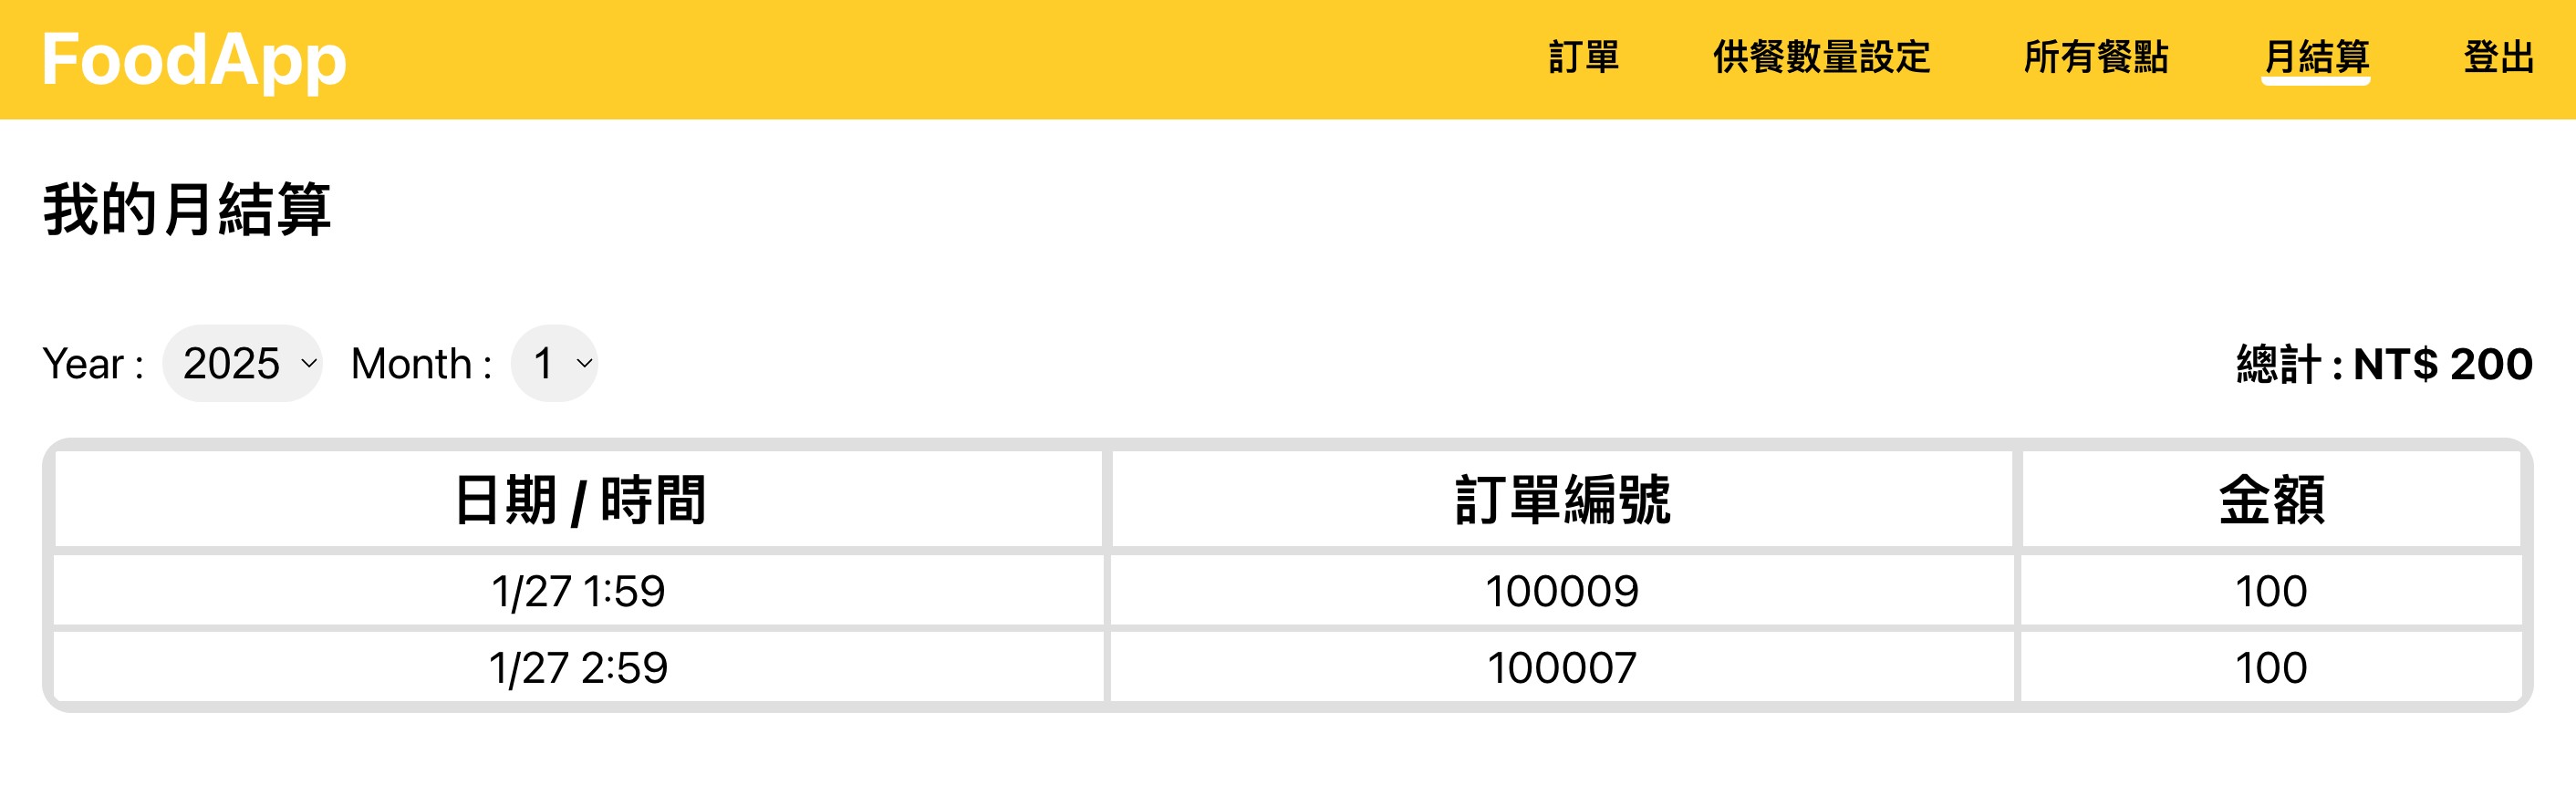 FoodApp 訂單 供餐數量設定 所有餐點 月結算 登出
我的月結算
Year : 2025 Month : 1 總計 : NT$ 200
日期 / 時間 訂單編號 金額
1/27 1:59 100009 100
1/27 2:59 100007 100